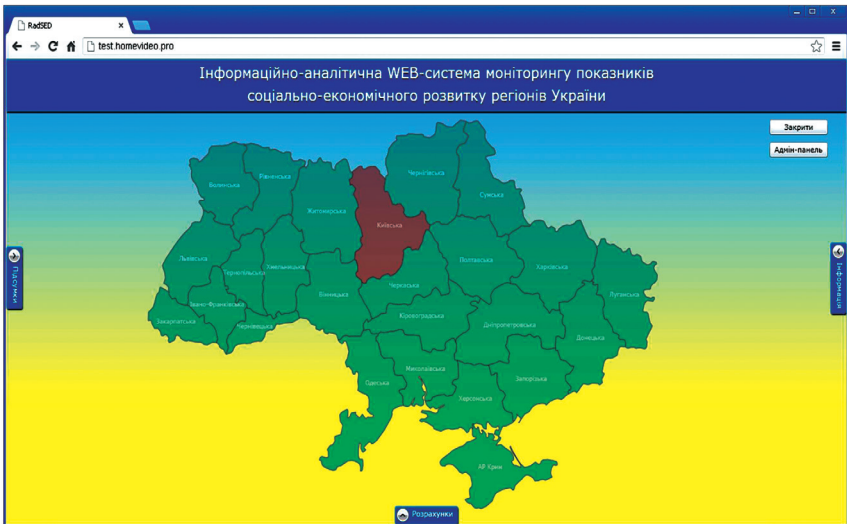 RadSED
test.homevideo.pro
Інформаційно-аналітична WEB-система моніторингу показників
соціально-економічного розвитку регіонів України
Закрити
Адмін-панель
Волинська
Рівненська
Житомирська
Київська
Чернігівська
Сумська
Львівська
Тернопільська
Хмельницька
Вінницька
Черкаська
Полтавська
Харківська
Луганська
Івано-Франківська
Закарпатська
Чернівецька
Кіровоградська
Дніпропетровська
Донецька
Одеська
Миколаївська
Херсонська
Запорізька
АР Крим
Підсумки
Інформація
Розрахунки